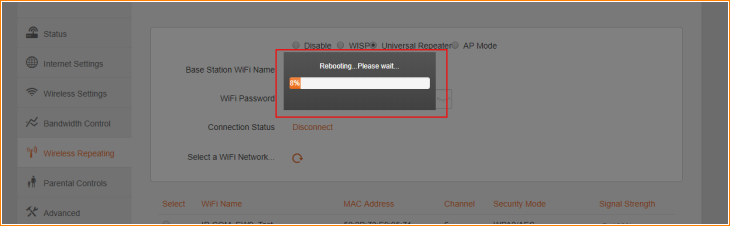 Status
Internet Settings
Wireless Settings
Bandwidth Control
Wireless Repeating
Parental Controls
Advanced
Disable WISP Universal Repeater AP Mode
Rebooting...Please wait...
Base Station WiFi Name
8%
WiFi Password
Connection Status Disconnect
Select a WiFi Network...
Select WiFi Name MAC Address Channel Security Mode Signal Strength